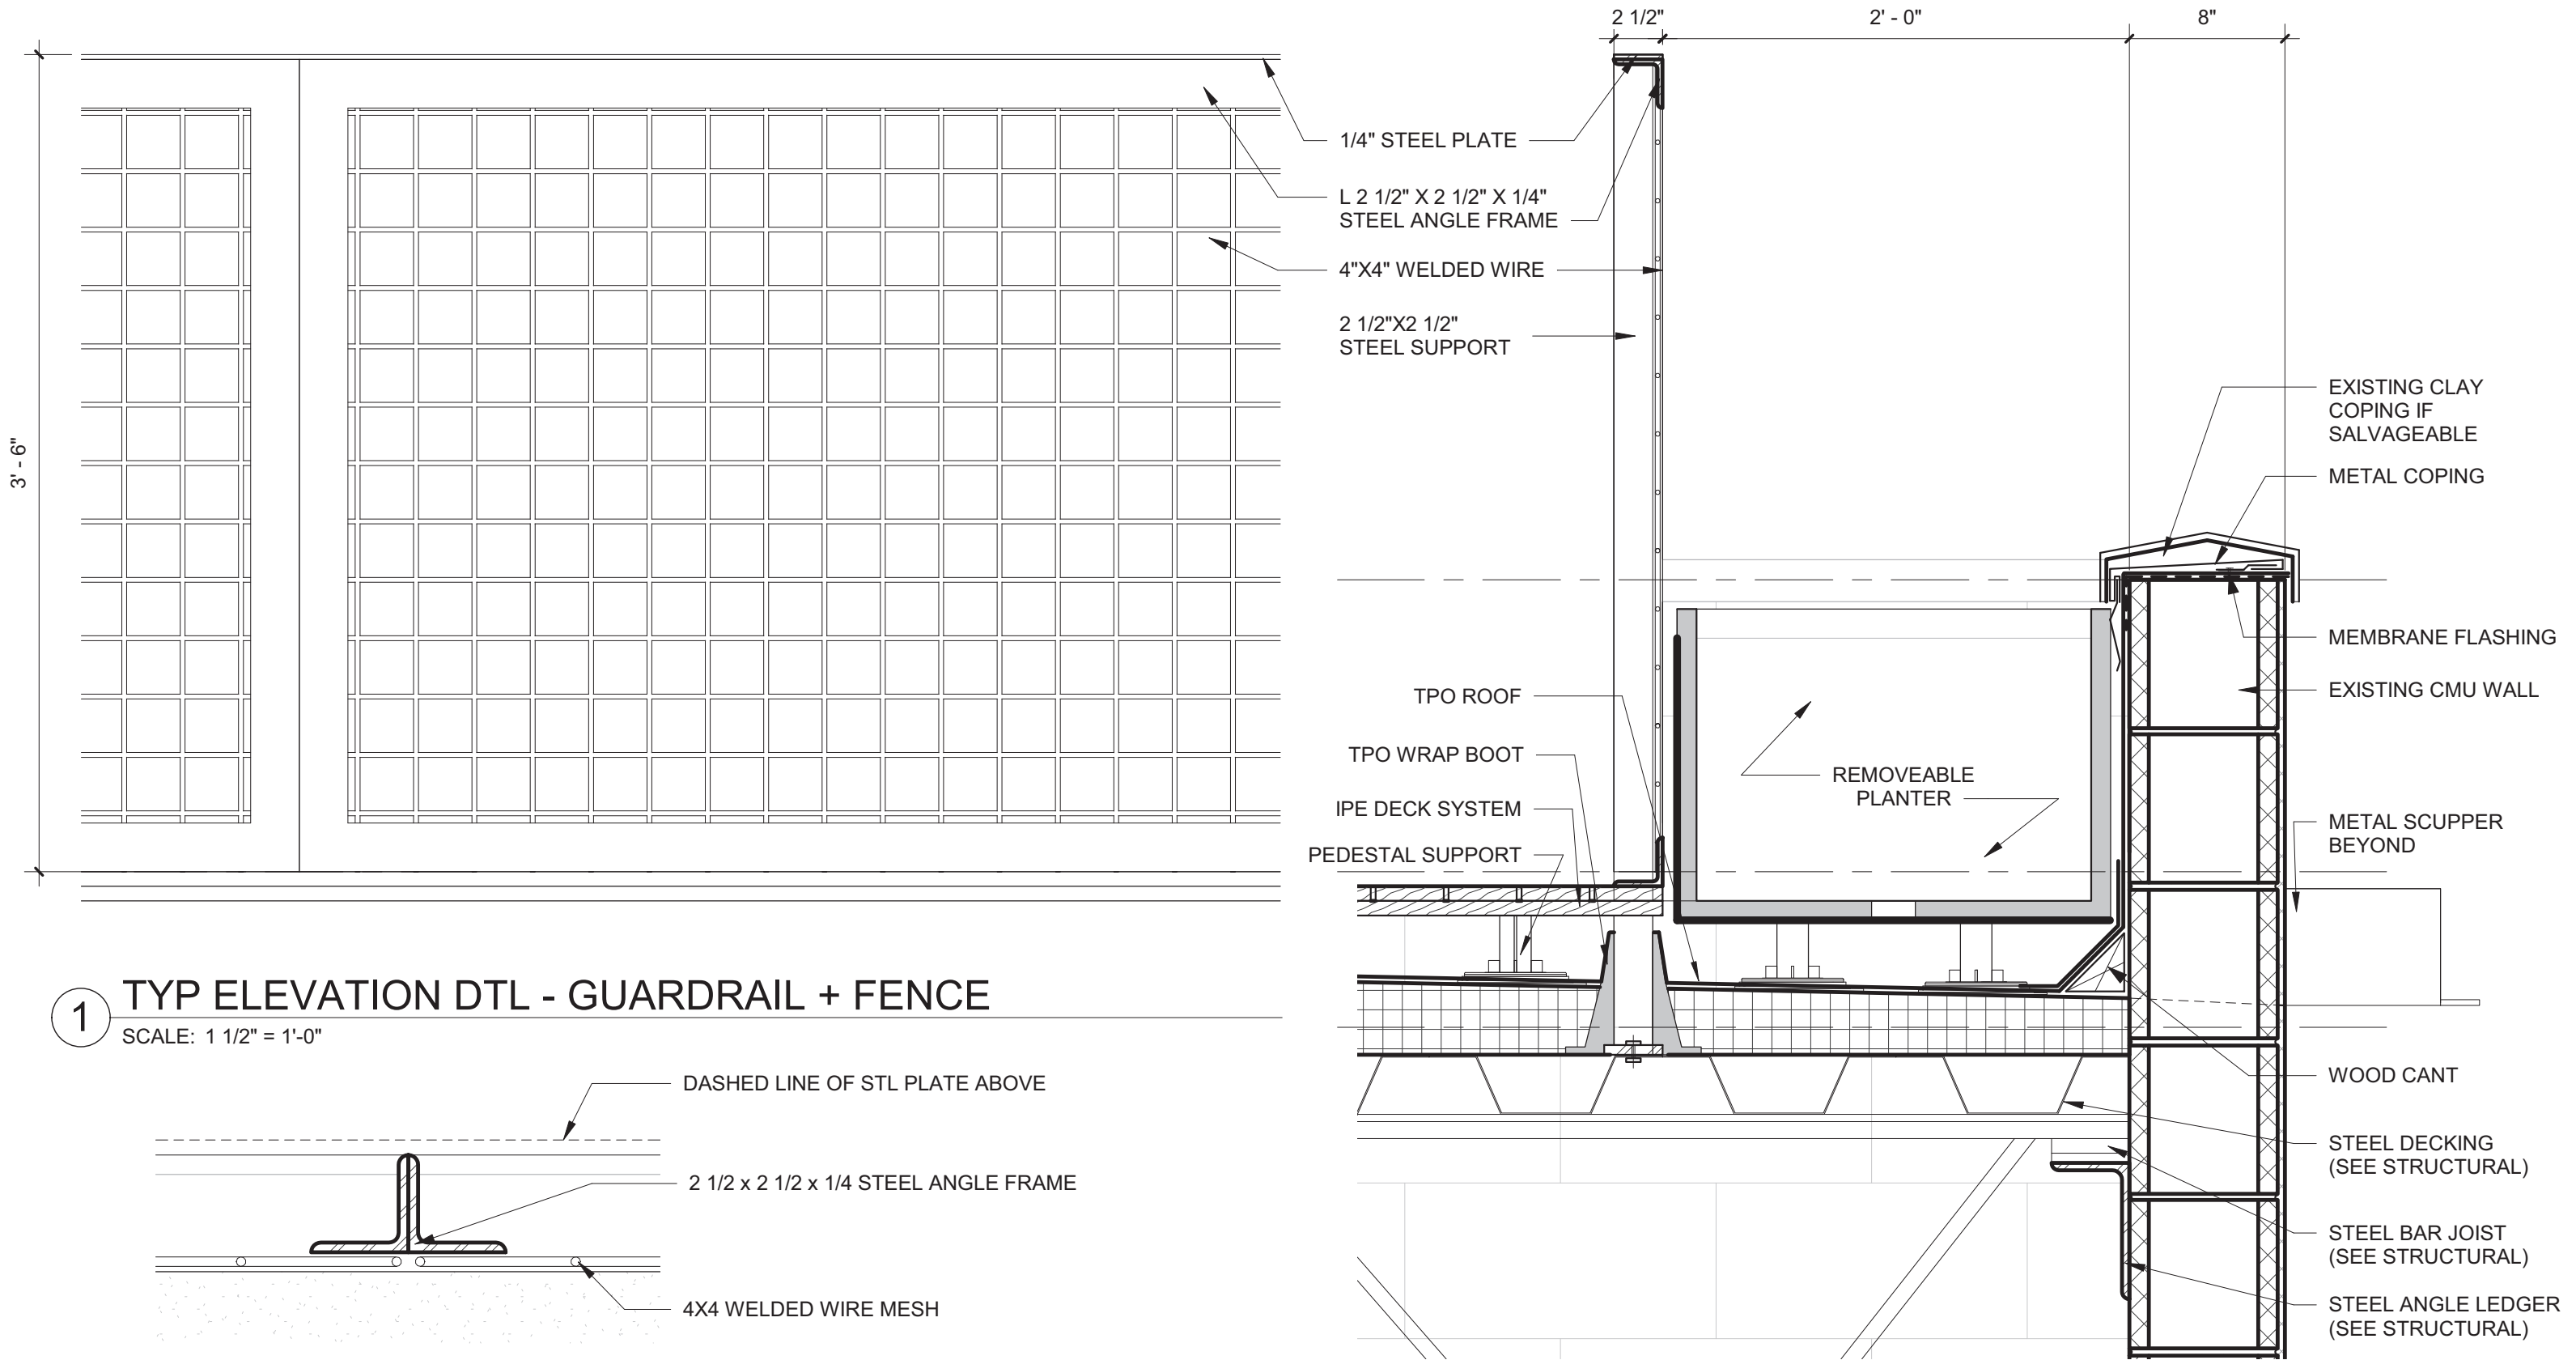 2 1/2"
2' - 0"
8"
3' - 6"
1/4" STEEL PLATE
L 2 1/2" X 2 1/2" X 1/4"
STEEL ANGLE FRAME
4"X4" WELDED WIRE
2 1/2"X2 1/2"
STEEL SUPPORT
TPO ROOF
TPO WRAP BOOT
IPE DECK SYSTEM
PEDESTAL SUPPORT
REMOVEABLE
PLANTER
EXISTING CLAY
COPING IF
SALVAGEABLE
METAL COPING
MEMBRANE FLASHING
EXISTING CMU WALL
METAL SCUPPER
BEYOND
WOOD CANT
STEEL DECKING
(SEE STRUCTURAL)
STEEL BAR JOIST
(SEE STRUCTURAL)
STEEL ANGLE LEDGER
(SEE STRUCTURAL)
1
TYP ELEVATION DTL - GUARDRAIL + FENCE
SCALE: 1 1/2" = 1'-0"
DASHED LINE OF STL PLATE ABOVE
2 1/2 x 2 1/2 x 1/4 STEEL ANGLE FRAME
4X4 WELDED WIRE MESH